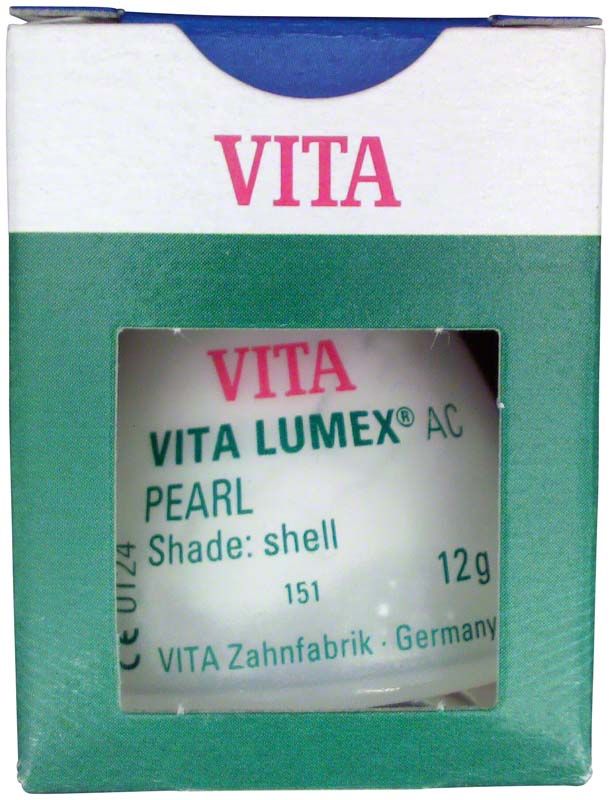 VITA
VITA
VITA LUMEX® AC
PEARL
Shade: shell
151
12g
CE 0124
VITA Zahnfabrik · Germany